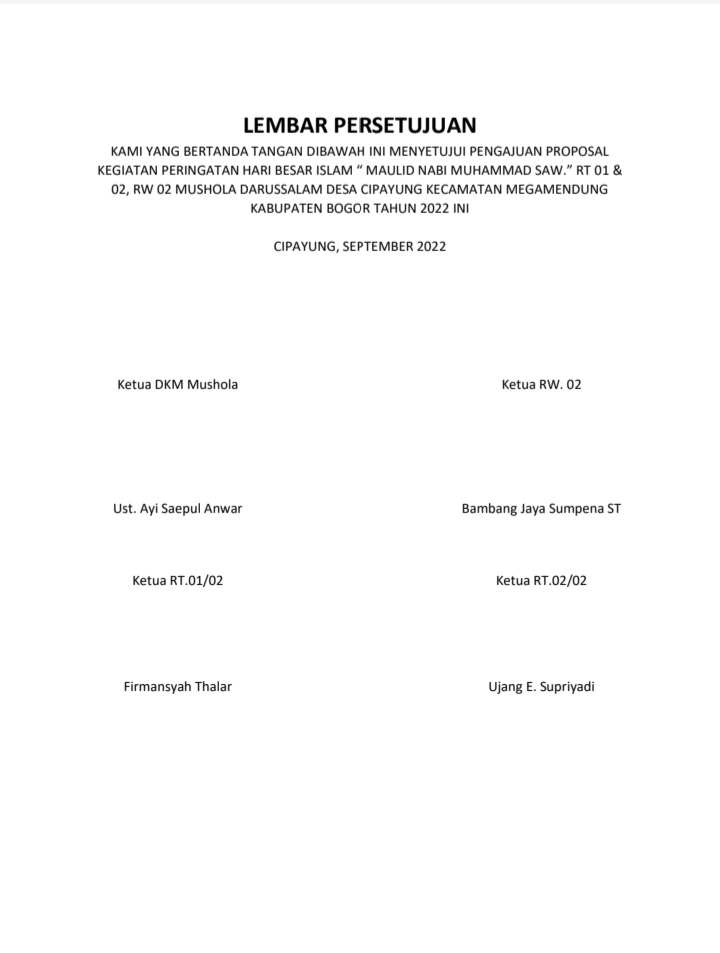 LEMBAR PERSETUJUAN
KAMI YANG BERTANDA TANGAN DIBAWAH INI MENYETUJUI PENGAJUAN PROPOSAL
KEGIATAN PERINGATAN HARI BESAR ISLAM “ MAULID NABI MUHAMMAD SAW.” RT 01 &
02, RW 02 MUSHOLA DARUSSALAM DESA CIPAYUNG KECAMATAN MEGAMENDUNG
KABUPATEN BOGOR TAHUN 2022 INI
CIPAYUNG, SEPTEMBER 2022
Ketua DKM Mushola
Ketua RW. 02
Ust. Ayi Saepul Anwar
Bambang Jaya Sumpena ST
Ketua RT.01/02
Ketua RT.02/02
Firmansyah Thalar
Ujang E. Supriyadi